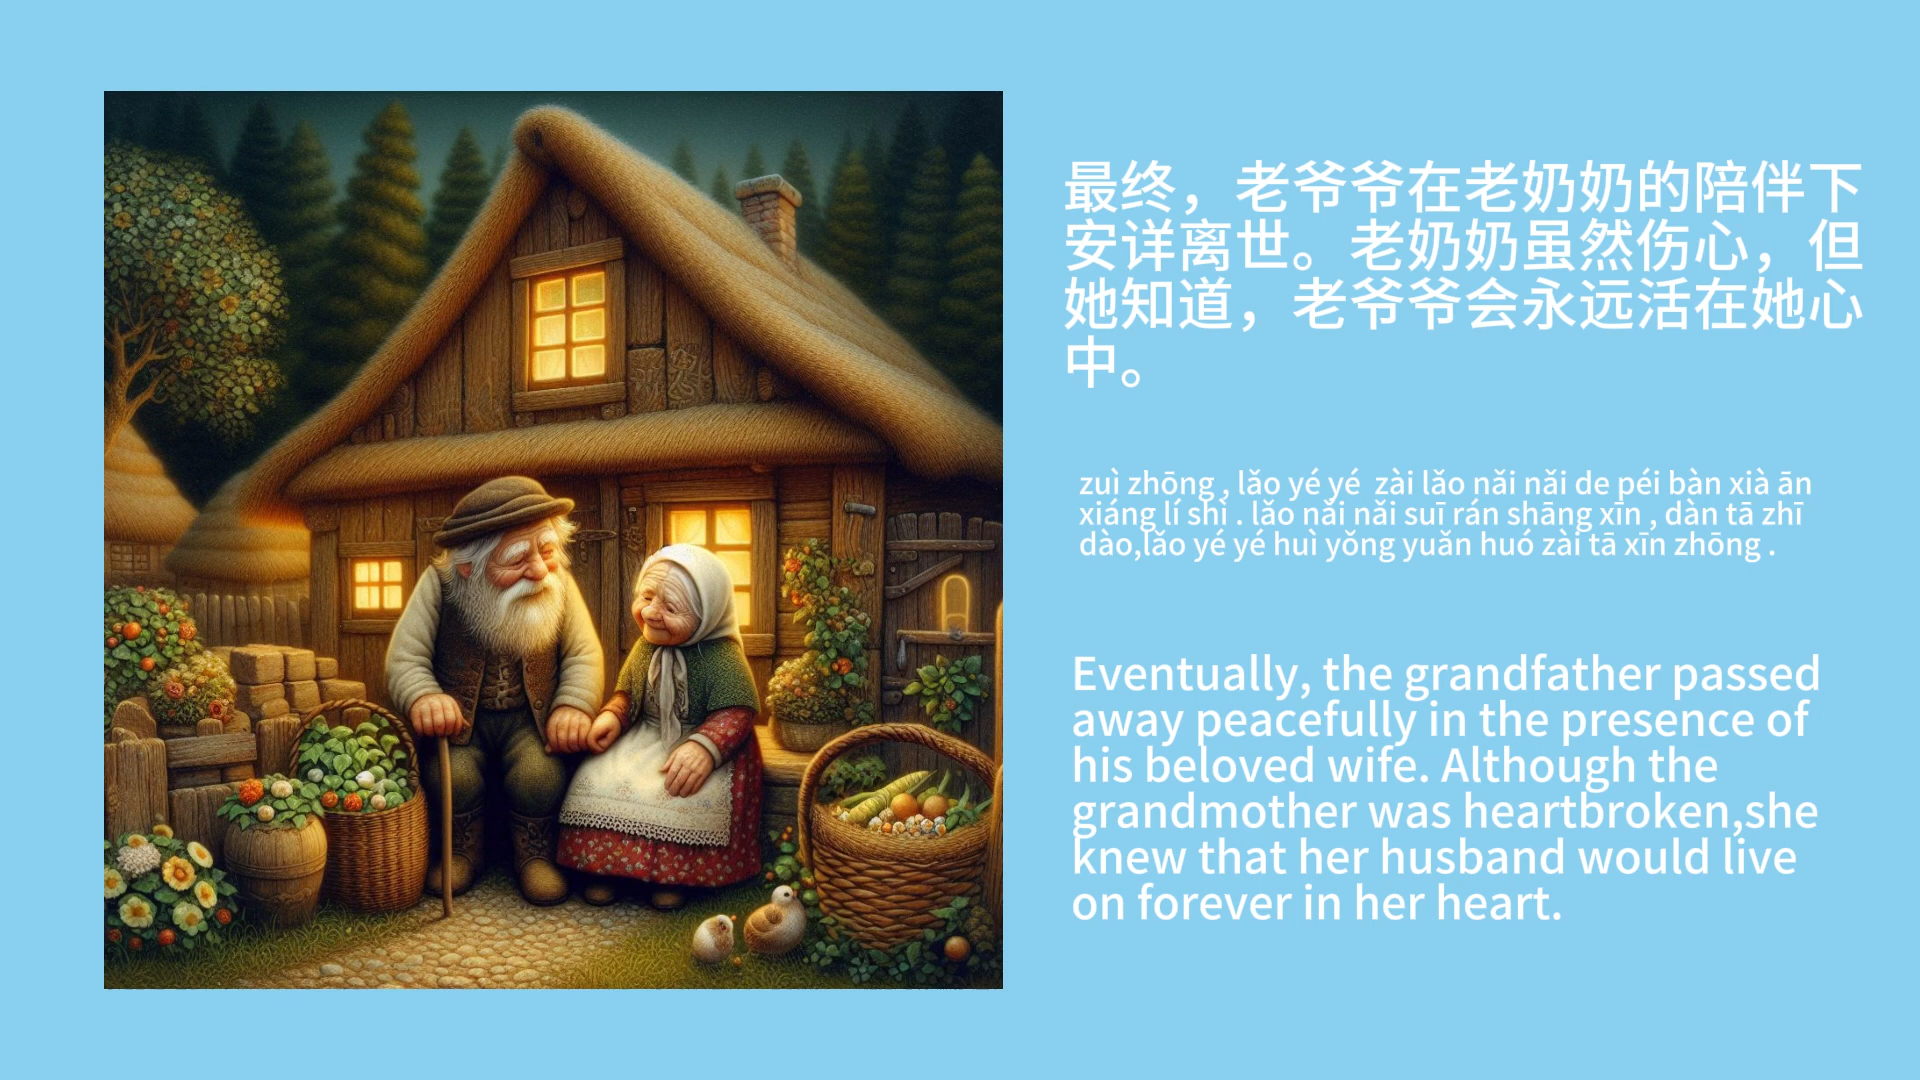 最终，老爷爷在老奶奶的陪伴下
安详离世。老奶奶虽然伤心，但
她知道，老爷爷会永远活在她心
中。
zuì zhōng , lǎo yé yé  zài lǎo nǎi nǎi de péi bàn xià ān
xiáng lí shì . lǎo nǎi nǎi suī rán shāng xīn , dàn tā zhī
dào,lǎo yé yé huì yǒng yuǎn huó zài tā xīn zhōng .
Eventually, the grandfather passed
away peacefully in the presence of
his beloved wife. Although the
grandmother was heartbroken,she
knew that her husband would live
on forever in her heart.